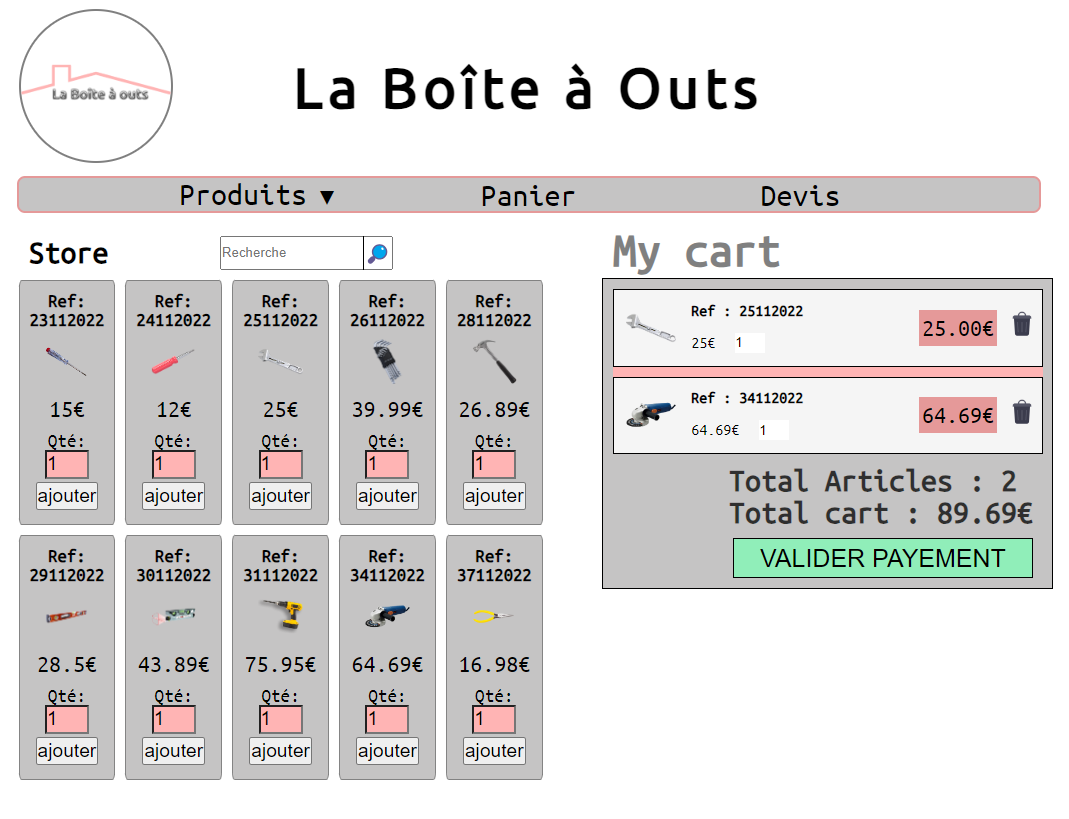 La Boîte à outs
La Boîte à Outs
Produits ▼
Panier
Devis
Store
Recherche
Ref:
23112022
15€
Qté:
1
ajouter
Ref:
24112022
12€
Qté:
1
ajouter
Ref:
25112022
25€
Qté:
1
ajouter
Ref:
26112022
39.99€
Qté:
1
ajouter
Ref:
28112022
26.89€
Qté:
1
ajouter
Ref:
29112022
28.5€
Qté:
1
ajouter
Ref:
30112022
43.89€
Qté:
1
ajouter
Ref:
31112022
75.95€
Qté:
1
ajouter
Ref:
34112022
64.69€
Qté:
1
ajouter
Ref:
37112022
16.98€
Qté:
1
ajouter
My cart
Ref : 25112022
25€ 1
25.00€
Ref : 34112022
64.69€ 1
64.69€
Total Articles : 2
Total cart : 89.69€
VALIDER PAYEMENT